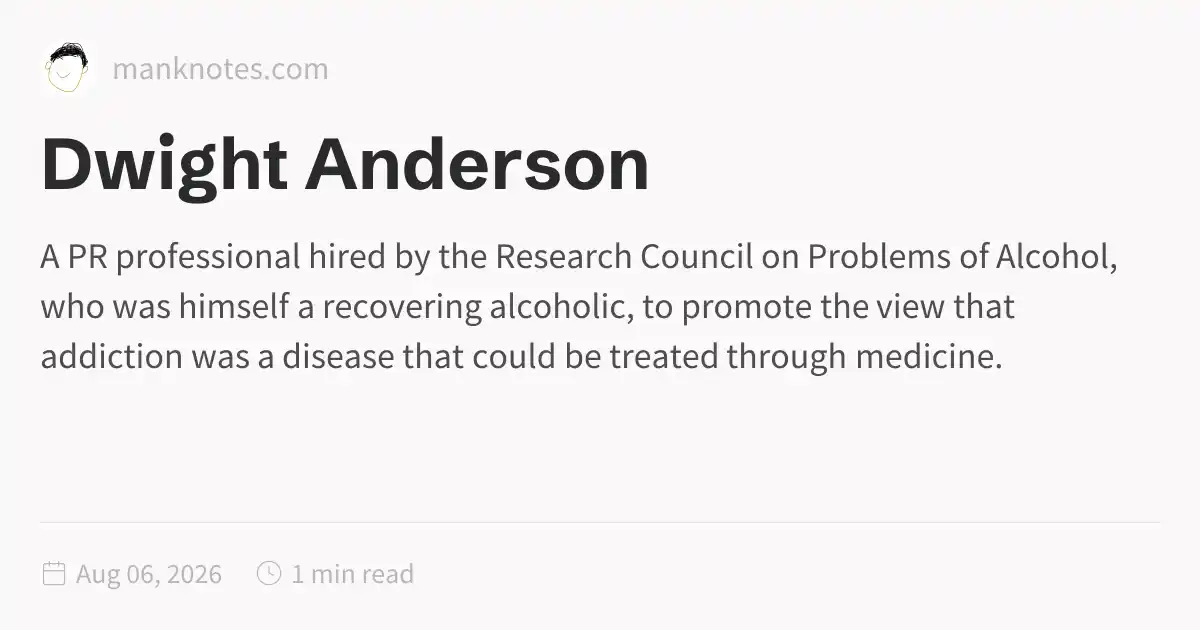 manknotes.com
Dwight Anderson
A PR professional hired by the Research Council on Problems of Alcohol,
who was himself a recovering alcoholic, to promote the view that
addiction was a disease that could be treated through medicine.
Aug 06, 2026 1 min read